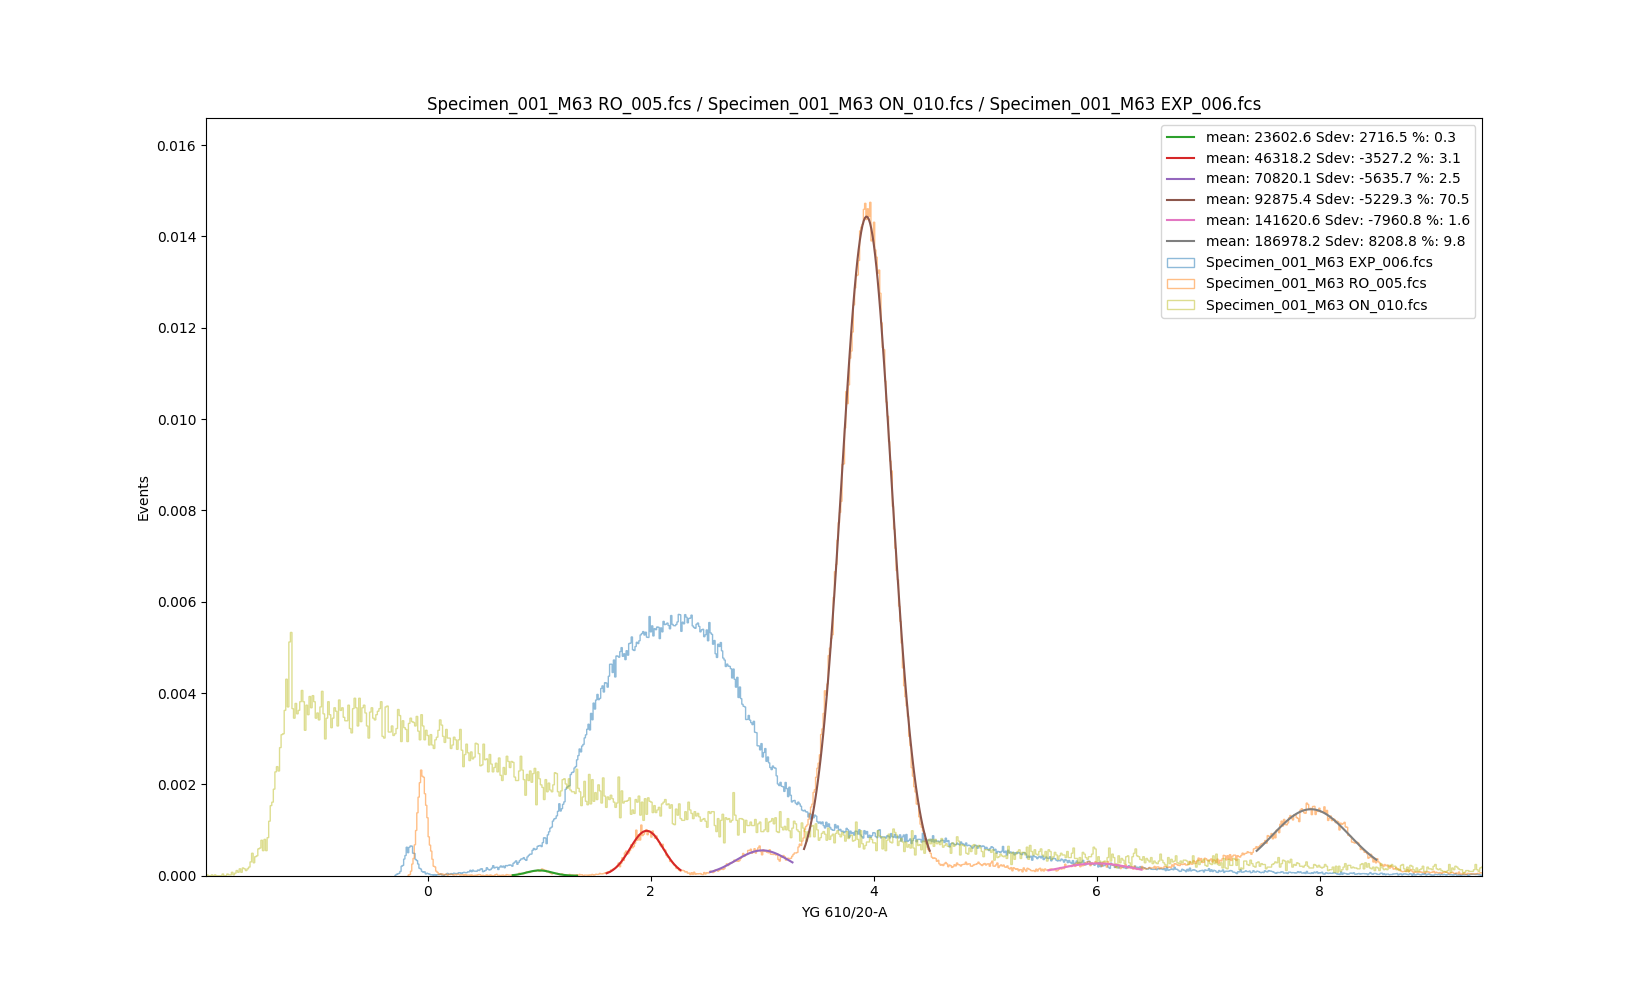 Specimen_001_M63 RO_005.fcs / Specimen_001_M63 ON_010.fcs / Specimen_001_M63 EXP_006.fcs
mean: 23602.6 Sdev: 2716.5 %: 0.3
mean: 46318.2 Sdev: -3527.2 %: 3.1
mean: 70820.1 Sdev: -5635.7 %: 2.5
mean: 92875.4 Sdev: -5229.3 %: 70.5
mean: 141620.6 Sdev: -7960.8 %: 1.6
mean: 186978.2 Sdev: 8208.8 %: 9.8
Specimen_001_M63 EXP_006.fcs
Specimen_001_M63 RO_005.fcs
Specimen_001_M63 ON_010.fcs
0.016
0.014
0.012
0.010
0.008
0.006
0.004
0.002
0.000
Events
0 2 4 6 8
YG 610/20-A